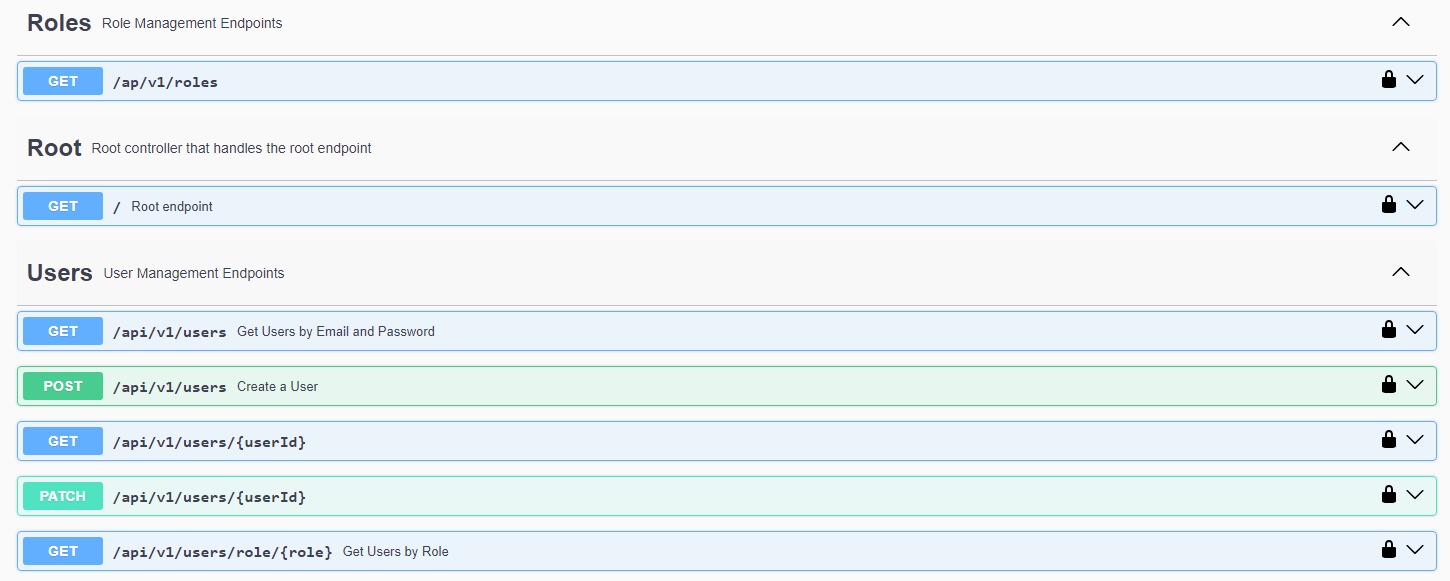 Roles Role Management Endpoints
GET /ap/v1/roles
Root Root controller that handles the root endpoint
GET / Root endpoint
Users User Management Endpoints
GET /api/v1/users Get Users by Email and Password
POST /api/v1/users Create a User
GET /api/v1/users/{userId}
PATCH /api/v1/users/{userId}
GET /api/v1/users/role/{role} Get Users by Role